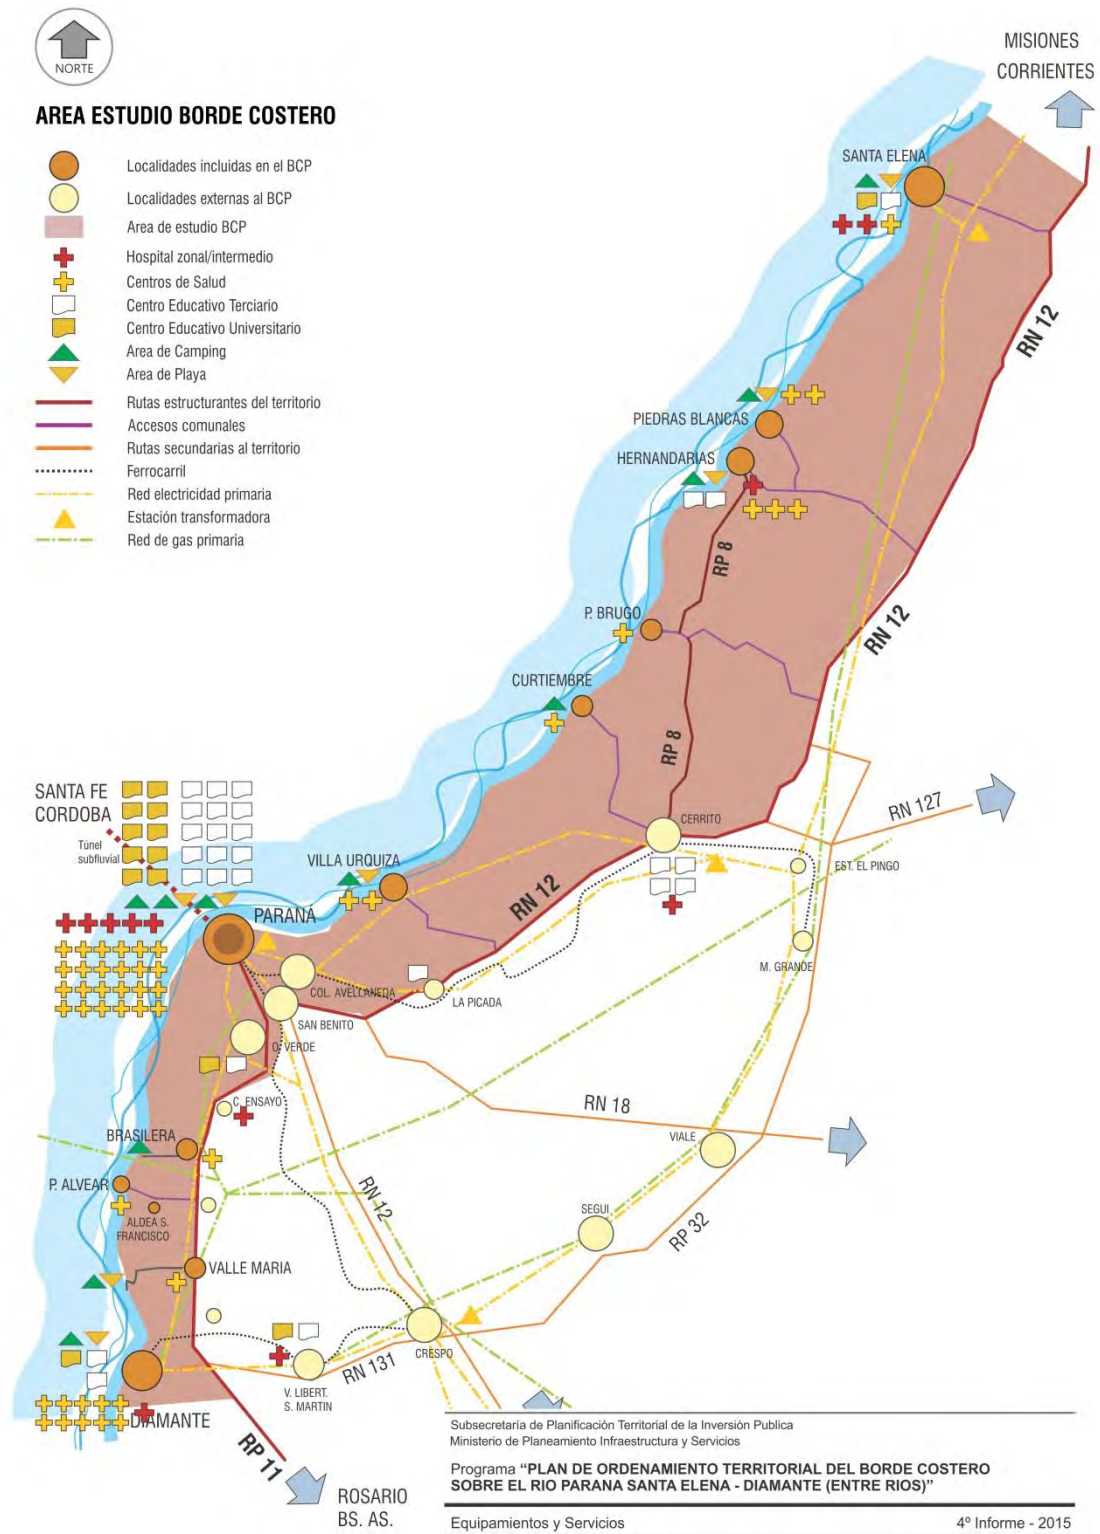 NORTE
AREA ESTUDIO BORDE COSTERO
Localidades incluidas en el BCP
Localidades externas al BCP
Area de estudio BCP
Hospital zonal/intermedio
Centros de Salud
Centro Educativo Terciario
Centro Educativo Universitario
Area de Camping
Area de Playa
Rutas estructurantes del territorio
Accesos comunales
Rutas secundarias al territorio
Ferrocarril
Red electricidad primaria
Estación transformadora
Red de gas primaria
MISIONES
CORRIENTES
SANTA ELENA
RN 12
PIEDRAS BLANCAS
HERNANDARIAS
RP 8
P. BRUGO
RN 12
CURTIEMBRE
RP 8
SANTA FE
CORDOBA
Túnel
subfluvial
RN 127
CERRITO
VILLA URQUIZA
EST. EL PINGO
RN 12
PARANÁ
M. GRANDE
COL. AVELLANEDA
LA PICADA
SAN BENITO
O. VERDE
C. ENSAYO
RN 18
BRASILERA
VIALE
P. ALVEAR
RN 12
ALDEA S.
FRANCISCO
SEGUI
RP 32
VALLE MARIA
CRESPO
RN 131
V. LIBERT.
S. MARTIN
DIAMANTE
RP 11
ROSARIO
BS. AS.
Subsecretaría de Planificación Territorial de la Inversión Publica
Ministerio de Planeamiento Infraestructura y Servicios
Programa “PLAN DE ORDENAMIENTO TERRITORIAL DEL BORDE COSTERO
SOBRE EL RIO PARANA SANTA ELENA - DIAMANTE (ENTRE RIOS)”
Equipamientos y Servicios
4º Informe - 2015